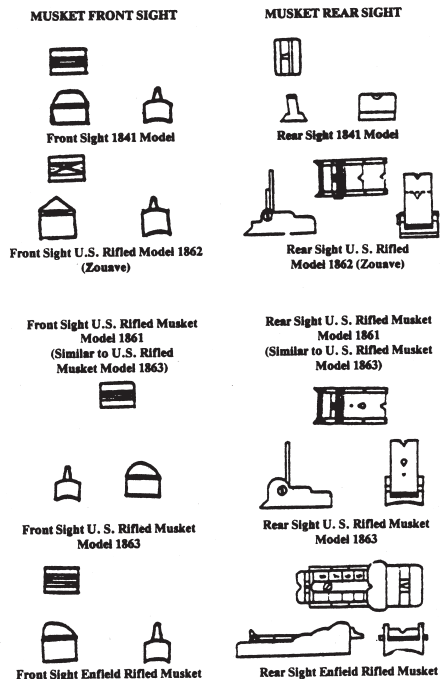 MUSKET FRONT SIGHT
Front Sight 1841 Model
Front Sight U.S. Rifled Model 1862
(Zouave)
Front Sight U.S. Rifled Musket
Model 1861
(Similar to U.S. Rifled
Musket Model 1863)
Front Sight U. S. Rifled Musket
Model 1863
Front Sight Enfield Rifled Musket
MUSKET REAR SIGHT
Rear Sight 1841 Model
Rear Sight U. S. Rifled
Model 1862 (Zouave)
Rear Sight U. S. Rifled Musket
Model 1861
(Similar to U. S. Rifled Musket
Model 1863)
Rear Sight U. S. Rifled Musket
Model 1863
Rear Sight Enfield Rifled Musket